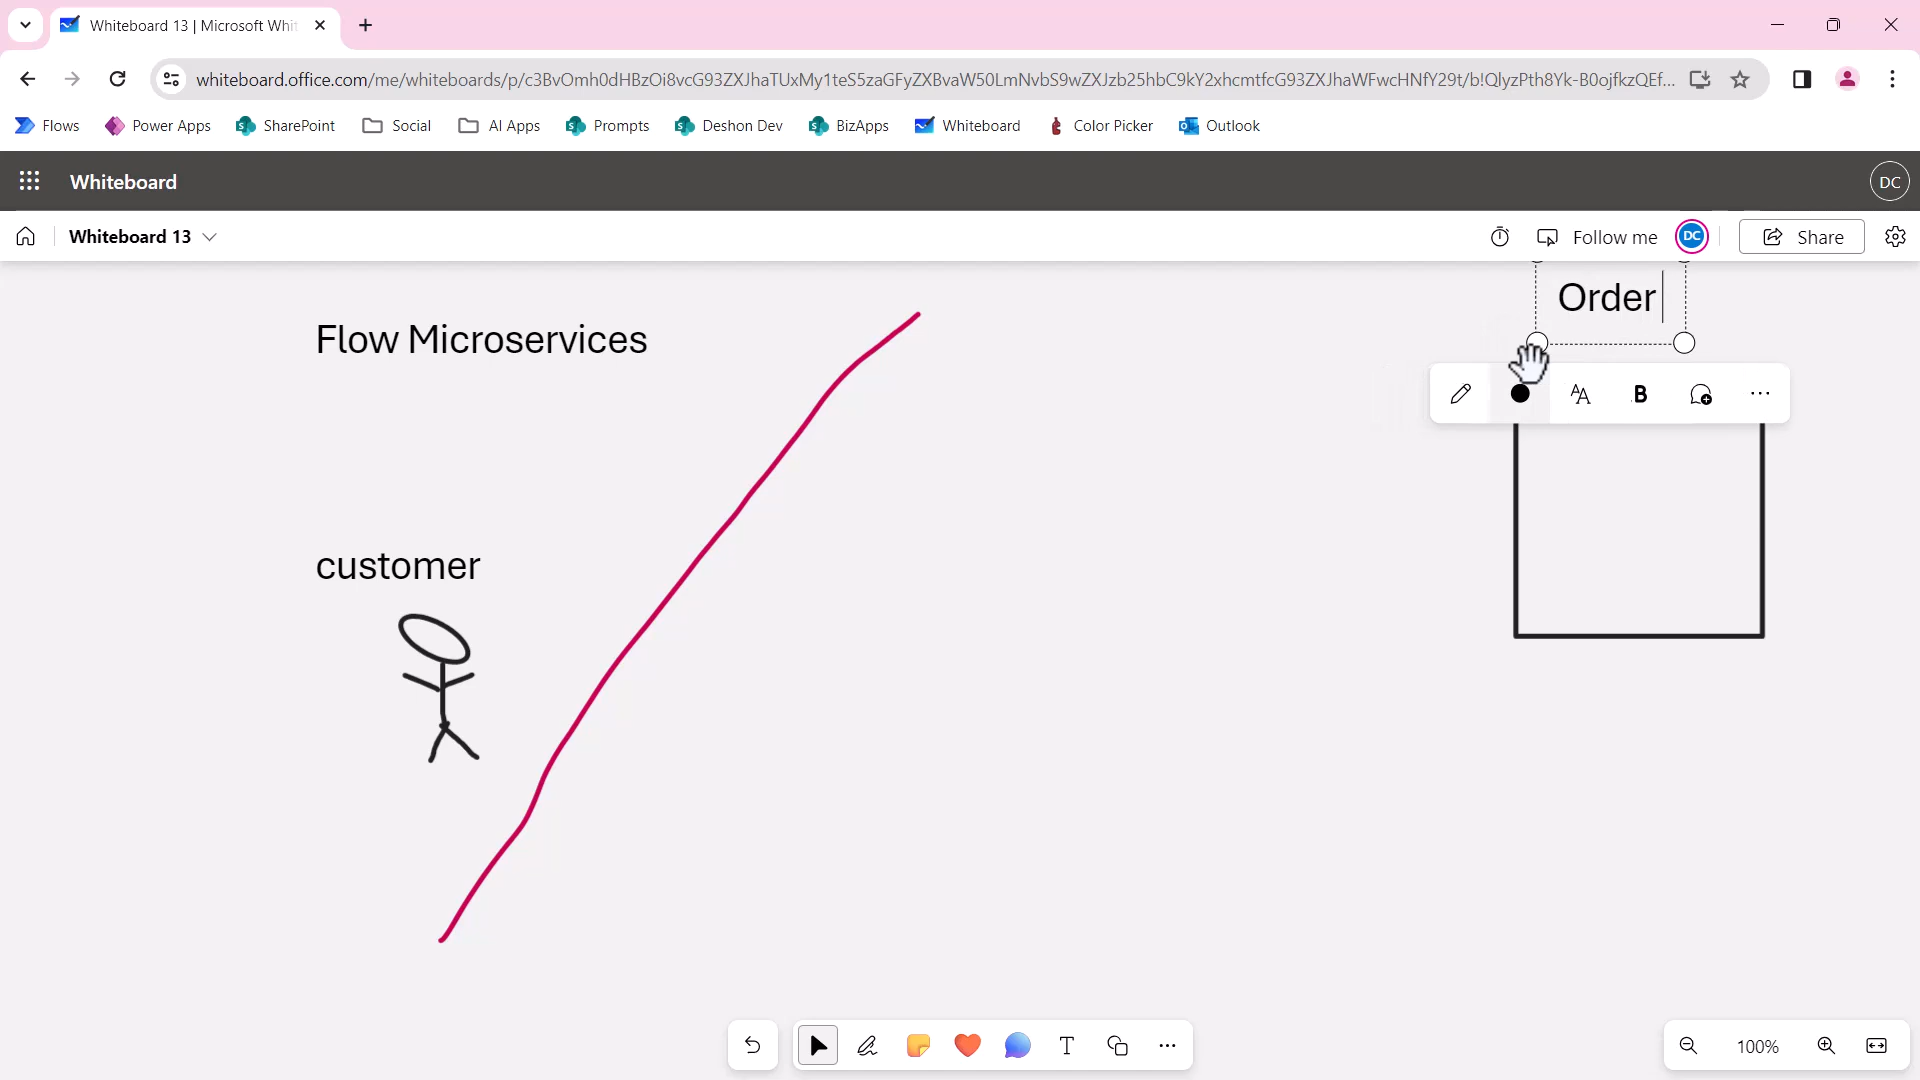 Whiteboard 13 | Microsoft Whit
whiteboard.office.com/me/whiteboards/p/c3BvOmh0dHBzOi8vcG93ZXJhaTUxMy1teS5zaGFyZXBvaW50LmNvbS9wZXJzb25hbC9kY2xhcmtfcG93ZXJhaWFwcHNfY29t/b!QlyzPth8Yk-B0ojfkzQEf...
Flows Power Apps SharePoint Social AI Apps Prompts Deshon Dev BizApps Whiteboard Color Picker Outlook
Whiteboard DC
Whiteboard 13 Follow me DC Share
Order
Flow Microservices
B
customer
T 100%